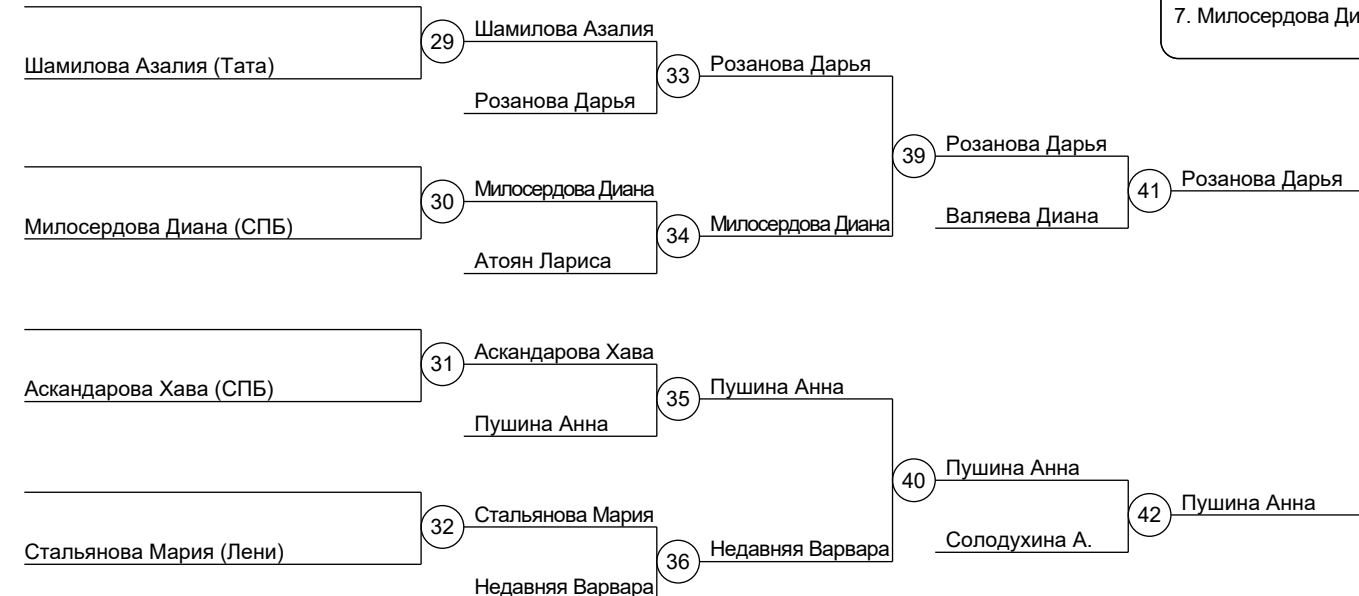 7. Милосердова Ди
Шамилова Азалия
29
Шамилова Азалия (Тата)
Розанова Дарья
33
Розанова Дарья
Розанова Дарья
39
Розанова Дарья
41
Милосердова Диана
30
Милосердова Диана (СПБ)
Валяева Диана
Милосердова Диана
34
Атоян Лариса
Аскандарова Хава
31
Аскандарова Хава (СПБ)
Пушина Анна
35
Пушина Анна
Пушина Анна
40
Пушина Анна
42
Стальянова Мария
32
Стальянова Мария (Лени)
Солодухина А.
Недавняя Варвара
36
Недавняя Варвара